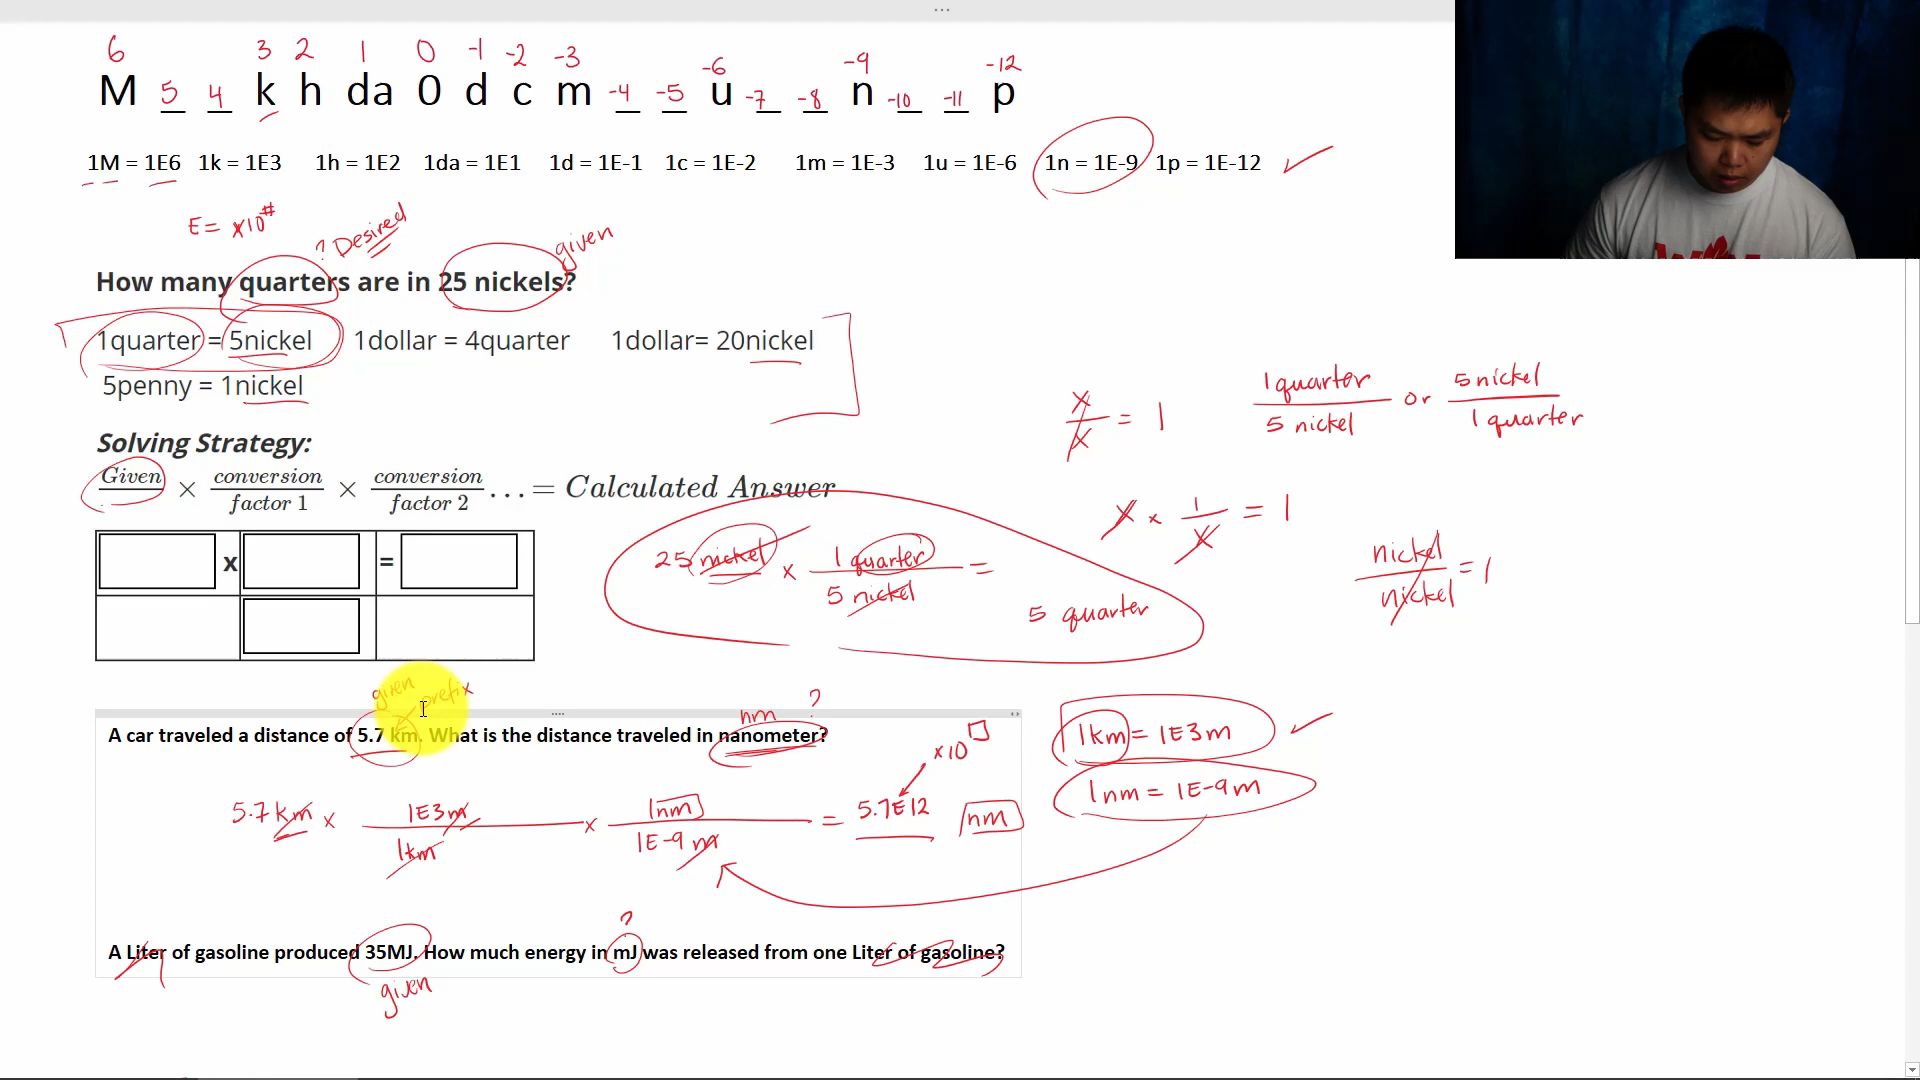 6 3 2 1 0 -1 -2 -3 -6 -9 -12
M 5 4 k h da 0 d c m -4 -5 u -7 -8 n -10 -11 p
1M = 1E6 1k = 1E3 1h = 1E2 1da = 1E1 1d = 1E-1 1c = 1E-2 1m = 1E-3 1u = 1E-6 1n = 1E-9 1p = 1E-12
E = x10#
? Desired
given
How many quarters are in 25 nickels?
1quarter = 5nickel 1dollar = 4quarter 1dollar= 20nickel
5penny = 1nickel
x/x = 1
1 quarter/5 nickel or 5 nickel/1 quarter
Solving Strategy:
Given × conversion factor 1 × conversion factor 2 ... = Calculated Answer
x × 1/x = 1
x =
25 nickel x 1 quarter/5 nickel =
5 quarter
nickel/nickel = 1
given prefix
nm ?
A car traveled a distance of 5.7 km. What is the distance traveled in nanometer?
x10
1km = 1E3m
1nm = 1E-9m
5.7 km x 1E3m/1km x 1nm/1E-9m = 5.7E12 nm
?
A Liter of gasoline produced 35MJ. How much energy in mJ was released from one Liter of gasoline?
given